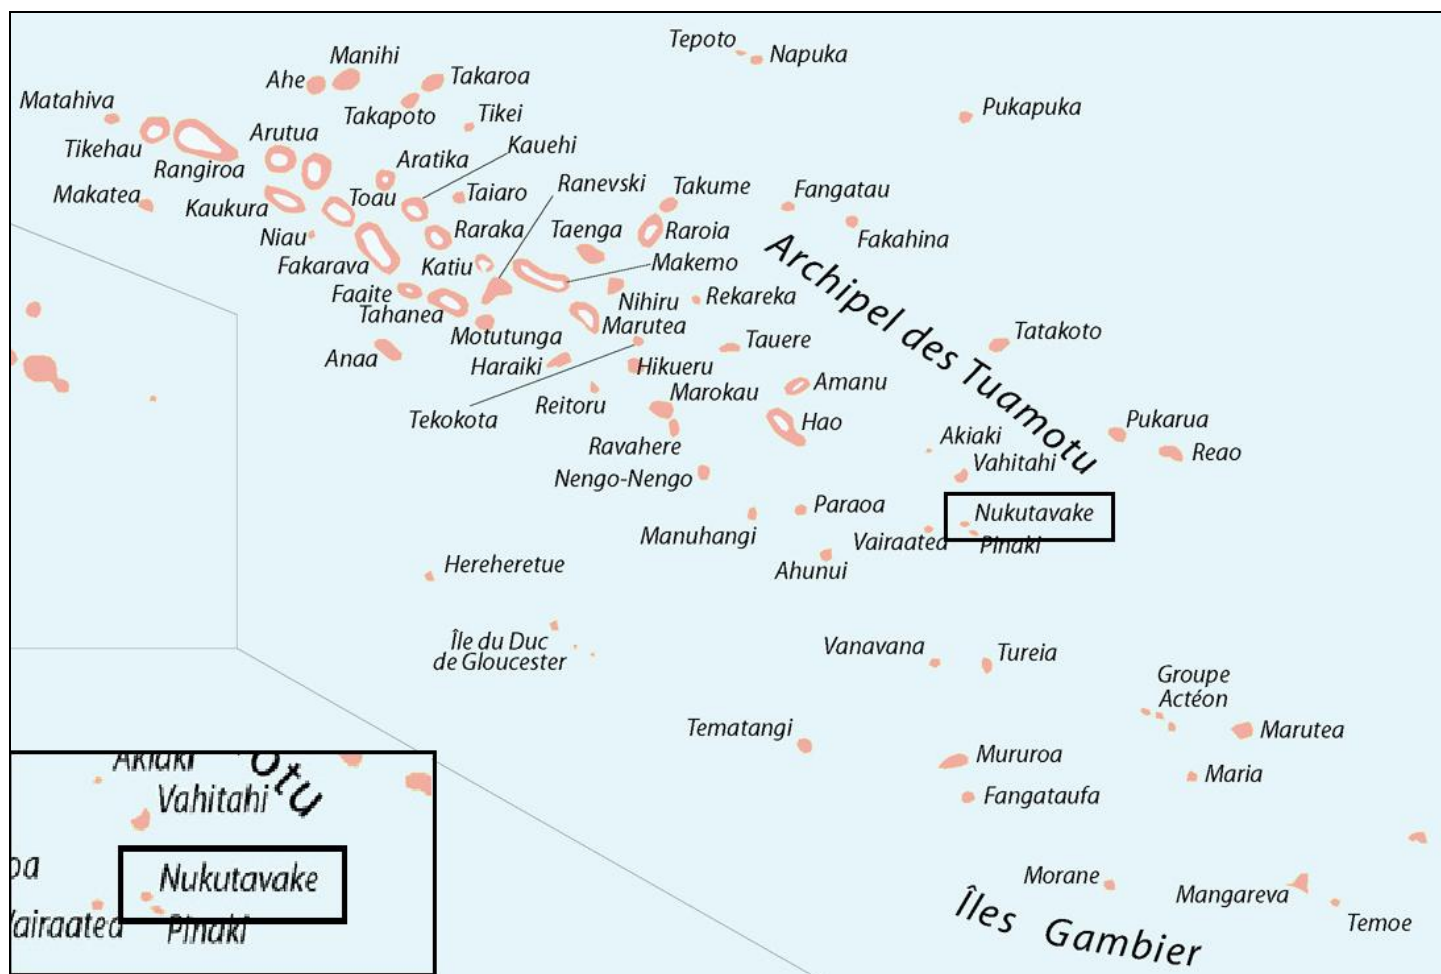 Tepoto
Napuka
Manihi
Ahe
Takaroa
Matahiva
Takapoto
Tikei
Pukapuka
Tikehau
Arutua
Kauehi
Rangiroa
Aratika
Ranevski
Takume
Makatea
Kaukura
Toau
Taiaro
Fangatau
Niau
Raraka
Taenga
Raroia
Fakahina
Fakarava
Katiu
Makemo
Faaite
Nihiru
Rekareka
Tahanea
Motutunga
Marutea
Tauere
Tatakoto
Anaa
Haraiki
Hikueru
Archipel des Tuamotu
Amanu
Tekokota
Reitoru
Marokau
Hao
Pukarua
Ravahere
Akiaki
Reao
Nengo-Nengo
Vahitahi
Paraoa
Nukutavake
Manuhangi
Vairaatea
Pinaki
Ahunui
Hereheretue
Île du Duc
de Gloucester
Vanavana
Tureia
Groupe
Actéon
Tematangi
Marutea
Mururoa
Maria
Fangataufa
Morane
Mangareva
Temoe
Îles Gambier
Akiaki
otu
Vahitahi
oa
Nukutavake
Vairaatea
Pinaki